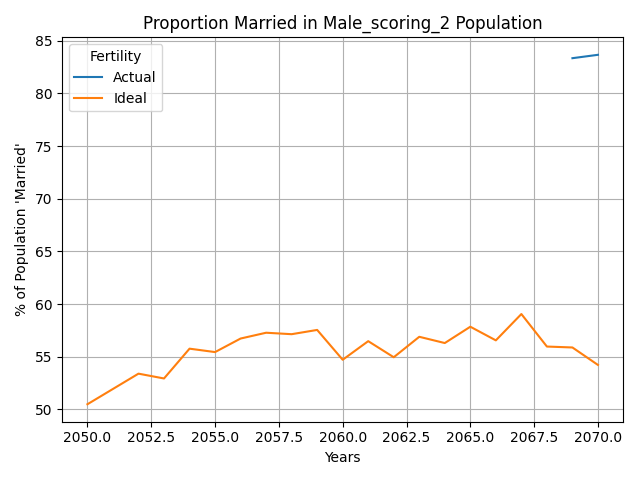 Proportion Married in Male_scoring_2 Population
Fertility
Actual
Ideal
% of Population 'Married'
85
80
75
70
65
60
55
50
2050.0 2052.5 2055.0 2057.5 2060.0 2062.5 2065.0 2067.5 2070.0
Years